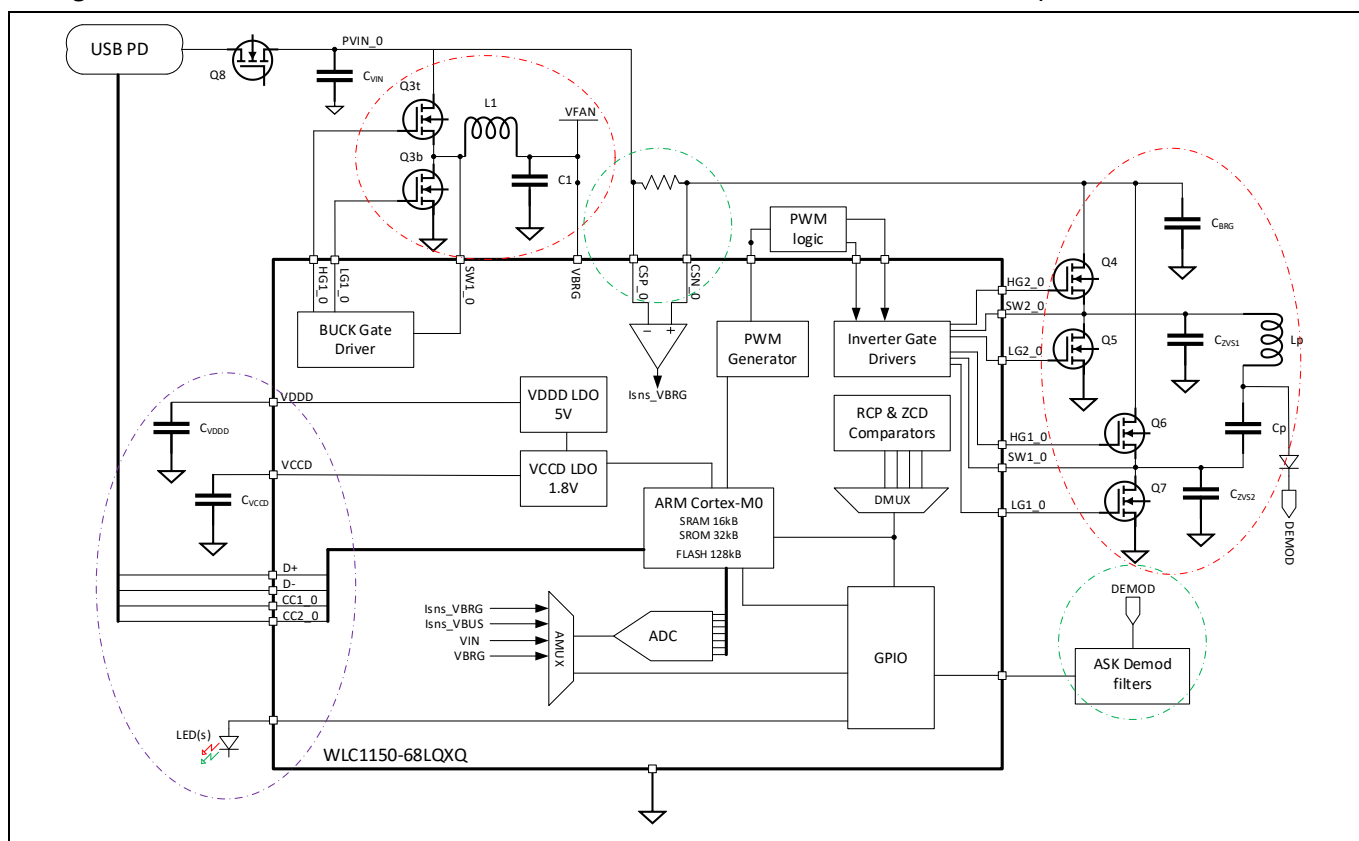 USB PD
Q8
PVIN_0
CVIN
Q3t
Q3b
L1
VFAN
C1
HG1_0
LG1_0
SW1_0
VBRG
CSP_0
CSN_0
PWM
logic
CBRG
BUCK Gate
Driver
−
+
Isns_VBRG
PWM
Generator
Inverter Gate
Drivers
HG2_0
SW2_0
LG2_0
HG1_0
SW1_0
LG1_0
Q4
Q5
Q6
Q7
CZVS1
Lp
Cp
CZVS2
DEMOD
VDDD
CVDDD
VDDD LDO
5V
VCCD
CVCCD
VCCD LDO
1.8V
RCP & ZCD
Comparators
DMUX
ARM Cortex-M0
SRAM 16kB
SROM 32kB
FLASH 128kB
D+
D-
CC1_0
CC2_0
Isns_VBRG
Isns_VBUS
VIN
VBRG
AMUX
ADC
GPIO
DEMOD
ASK Demod
filters
LED(s)
WLC1150-68LQXQ